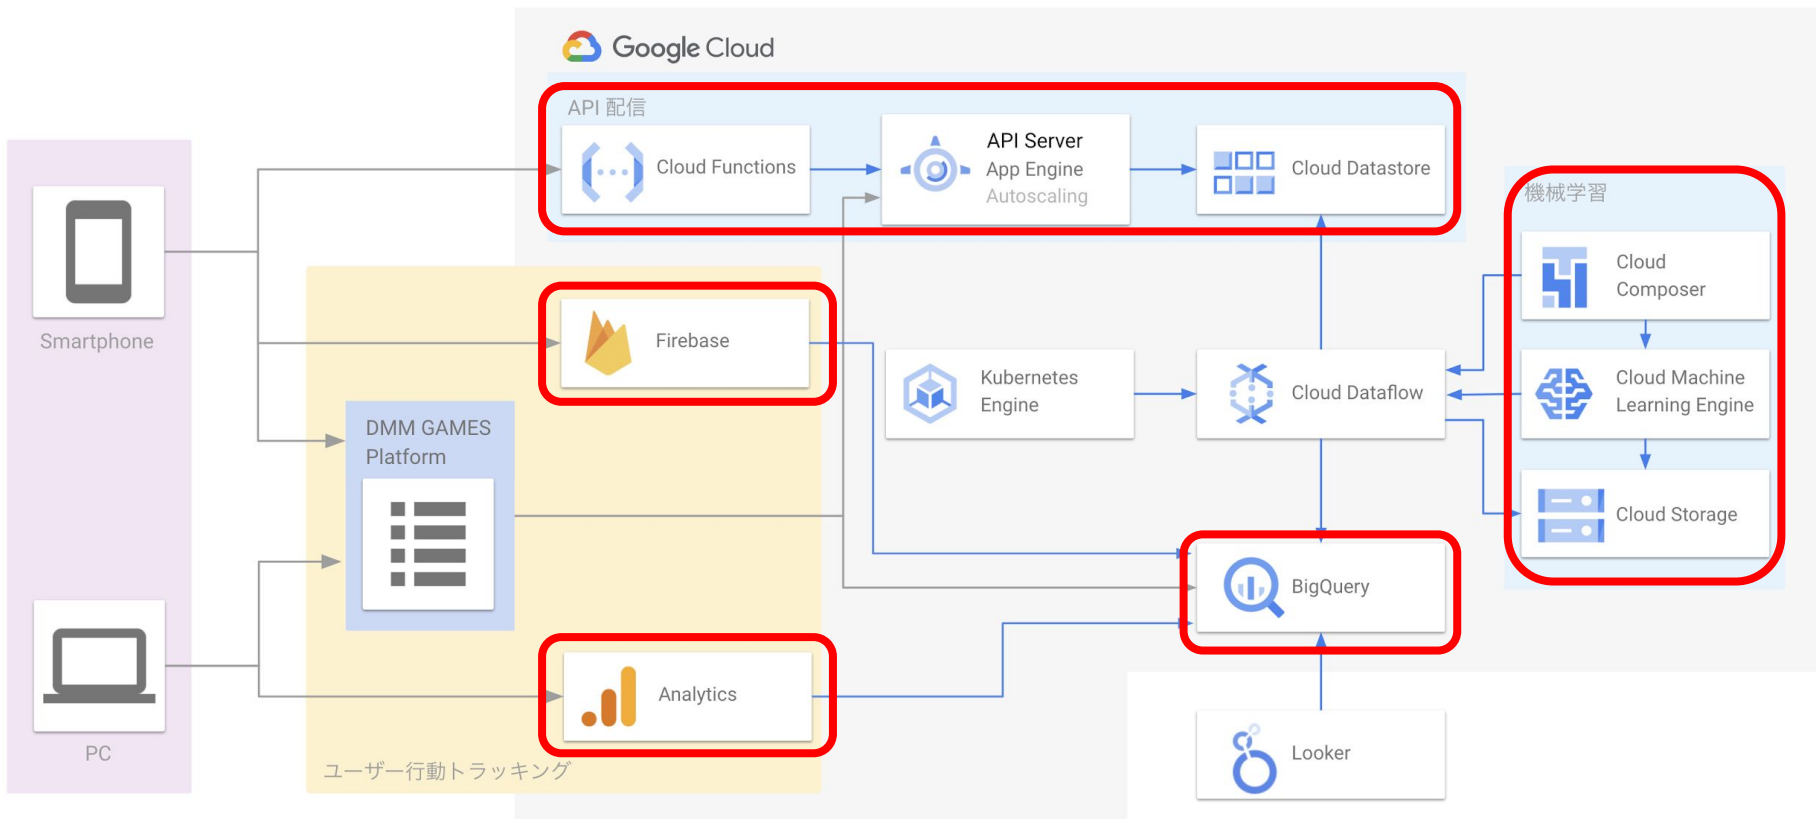 Google Cloud
API 配信
Cloud Functions
API Server
App Engine
Autoscaling
Cloud Datastore
機械学習
Cloud
Composer
Smartphone
Firebase
Kubernetes
Engine
Cloud Dataflow
Cloud Machine
Learning Engine
DMM GAMES
Platform
Cloud Storage
BigQuery
Analytics
PC
ユーザー行動トラッキング
Looker